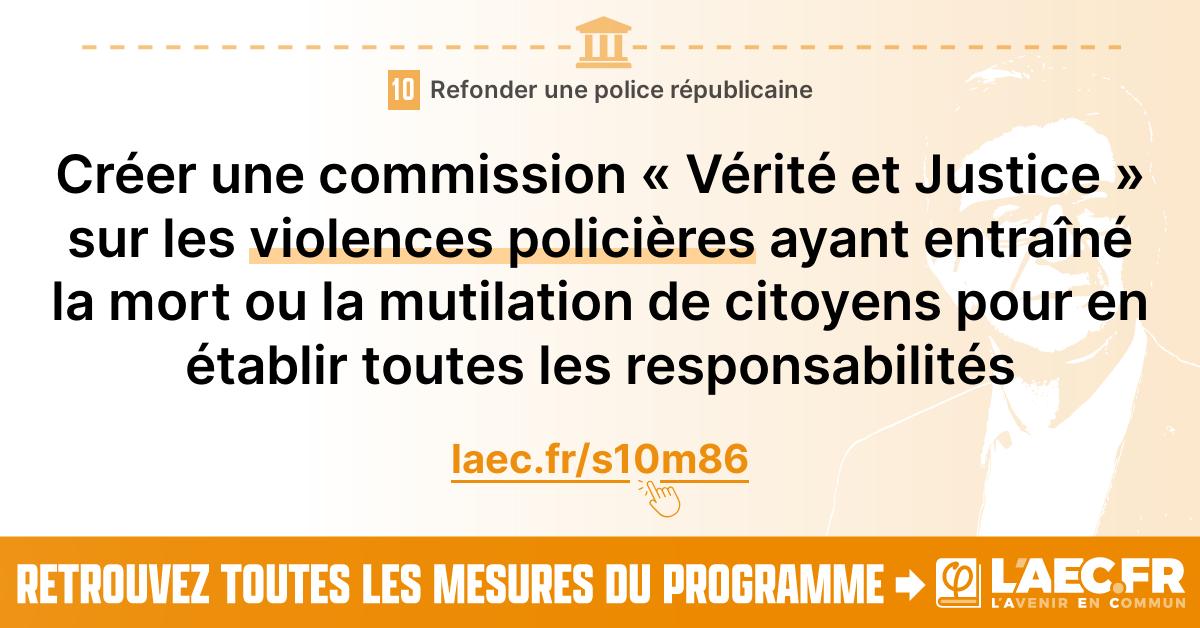 10 Refonder une police républicaine
Créer une commission « Vérité et Justice »
sur les violences policières ayant entraîné
la mort ou la mutilation de citoyens pour en
établir toutes les responsabilités
laec.fr/s10m86
RETROUVEZ TOUTES LES MESURES DU PROGRAMME
φ L'AEC.FR
L'AVENIR EN COMMUN